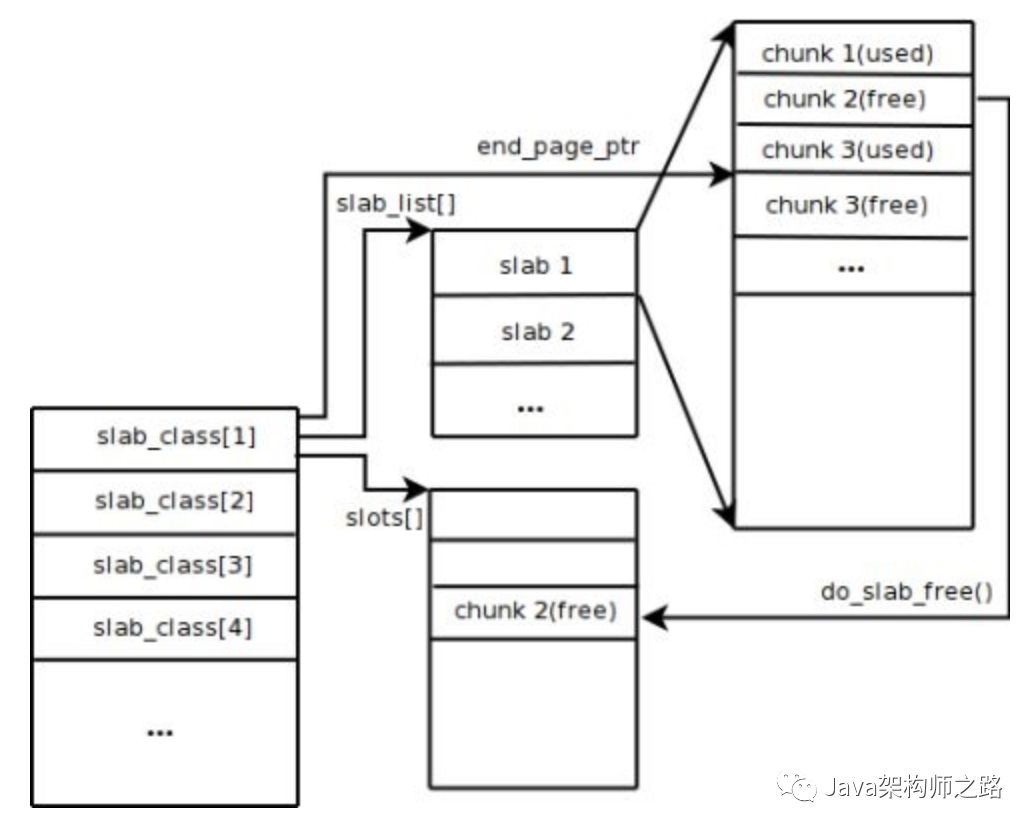 chunk 1(used)
chunk 2(free)
end_page_ptr
chunk 3(used)
slab_list[]
chunk 3(free)
slab 1
...
slab 2
...
slab_class[1]
slab_class[2]
slots[]
slab_class[3]
do_slab_free()
chunk 2(free)
slab_class[4]
...
Java架构师之路